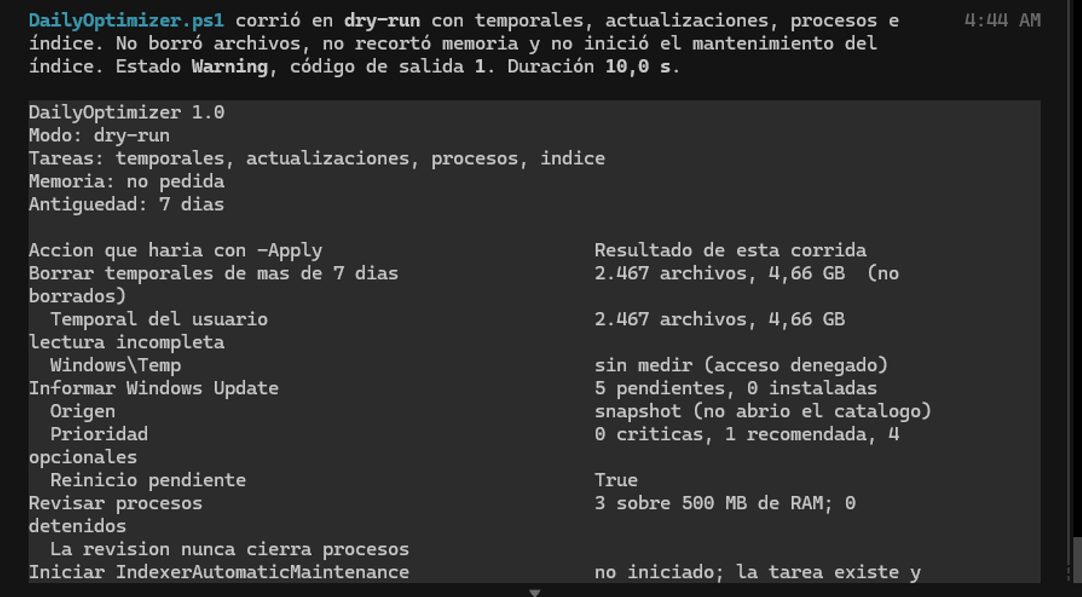 DailyOptimizer.ps1 corrió en dry-run con temporales, actualizaciones, procesos e 4:44 AM
índice. No borró archivos, no recortó memoria y no inició el mantenimiento del
índice. Estado Warning, código de salida 1. Duración 10,0 s.
DailyOptimizer 1.0
Modo: dry-run
Tareas: temporales, actualizaciones, procesos, indice
Memoria: no pedida
Antiguedad: 7 dias
Accion que haria con -Apply Resultado de esta corrida
Borrar temporales de mas de 7 dias 2.467 archivos, 4,66 GB (no
borrados)
Temporal del usuario 2.467 archivos, 4,66 GB
lectura incompleta
Windows\Temp sin medir (acceso denegado)
Informar Windows Update 5 pendientes, 0 instaladas
Origen snapshot (no abrio el catalogo)
Prioridad 0 criticas, 1 recomendada, 4
opcionales
Reinicio pendiente True
Revisar procesos 3 sobre 500 MB de RAM; 0
detenidos
La revision nunca cierra procesos
Iniciar IndexerAutomaticMaintenance no iniciado; la tarea existe y